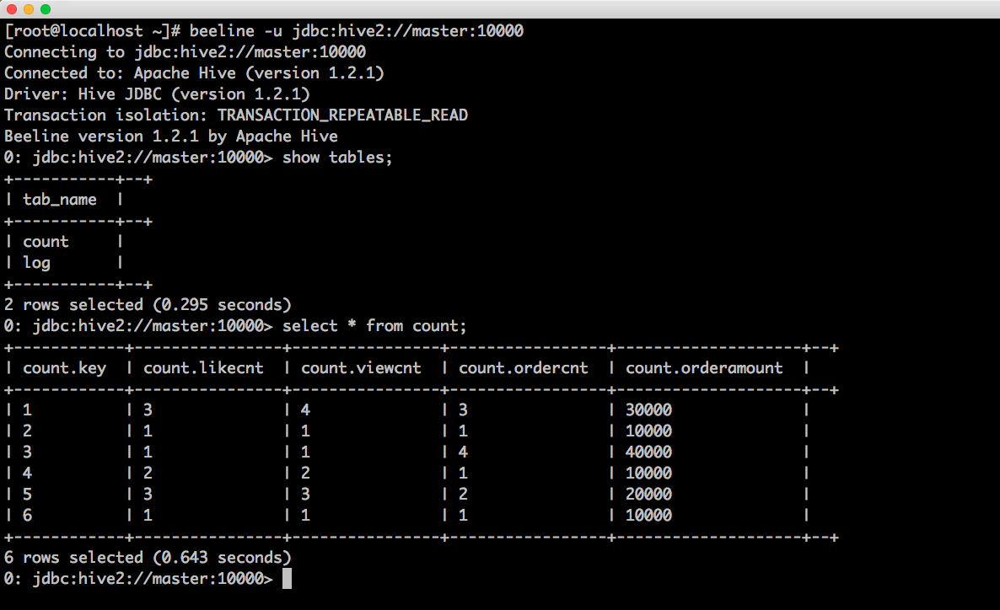 [root@localhost ~]# beeline -u jdbc:hive2://master:10000
Connecting to jdbc:hive2://master:10000
Connected to: Apache Hive (version 1.2.1)
Driver: Hive JDBC (version 1.2.1)
Transaction isolation: TRANSACTION_REPEATABLE_READ
Beeline version 1.2.1 by Apache Hive
0: jdbc:hive2://master:10000> show tables;
+-----------+--+
| tab_name  |
+-----------+--+
| count     |
| log       |
+-----------+--+
2 rows selected (0.295 seconds)
0: jdbc:hive2://master:10000> select * from count;
+------------+----------------+----------------+-----------------+--------------------+--+
| count.key  | count.likecnt  | count.viewcnt  | count.ordercnt  | count.orderamount  |
+------------+----------------+----------------+-----------------+--------------------+--+
| 1          | 3              | 4              | 3               | 30000              |
| 2          | 1              | 1              | 1               | 10000              |
| 3          | 1              | 1              | 4               | 40000              |
| 4          | 2              | 2              | 1               | 10000              |
| 5          | 3              | 3              | 2               | 20000              |
| 6          | 1              | 1              | 1               | 10000              |
+------------+----------------+----------------+-----------------+--------------------+--+
6 rows selected (0.643 seconds)
0: jdbc:hive2://master:10000>